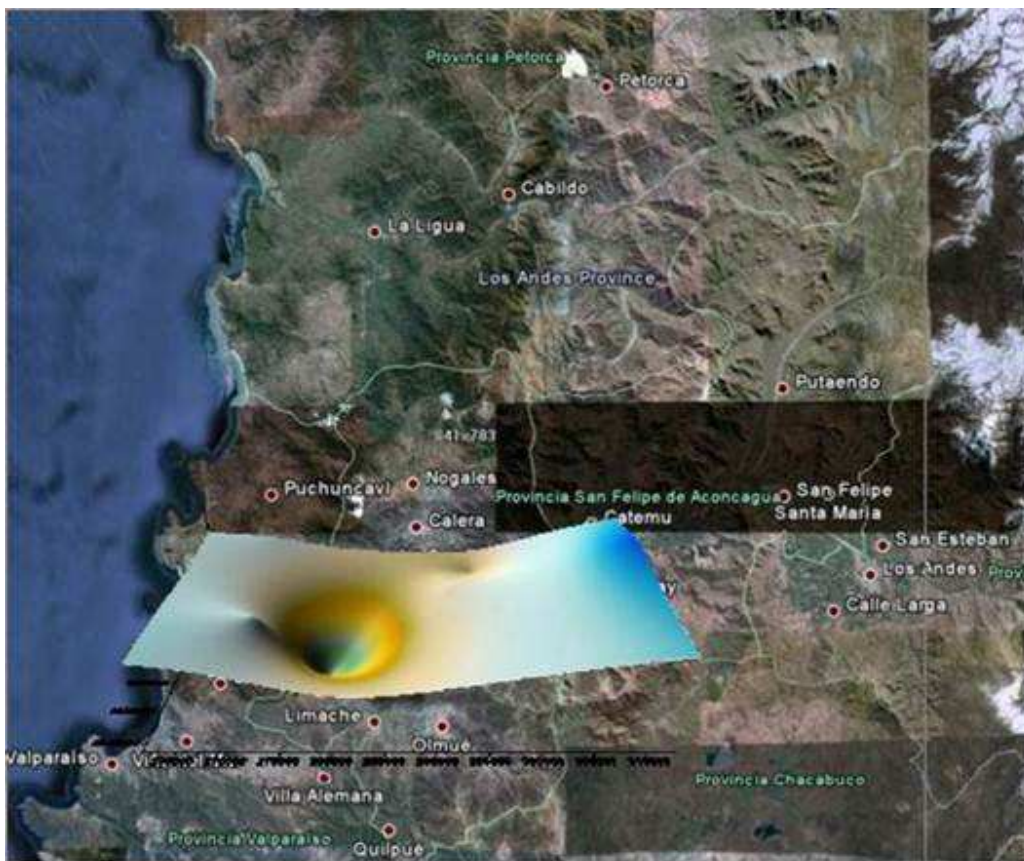 Provincia Petorca
Petorca
Cabildo
La Ligua
Los Andes Province
Putaendo
Nogales
Puchuncavi
Provincia San Felipe de Aconcagua
San Felipe
Calera
Catemu
Santa Maria
San Esteban
Los Andes
Calle Larga
Limache
Olmue
Valparaiso
Villa Alemana
Provincia Chacabuco
Provincia Valparaiso
Quilpue